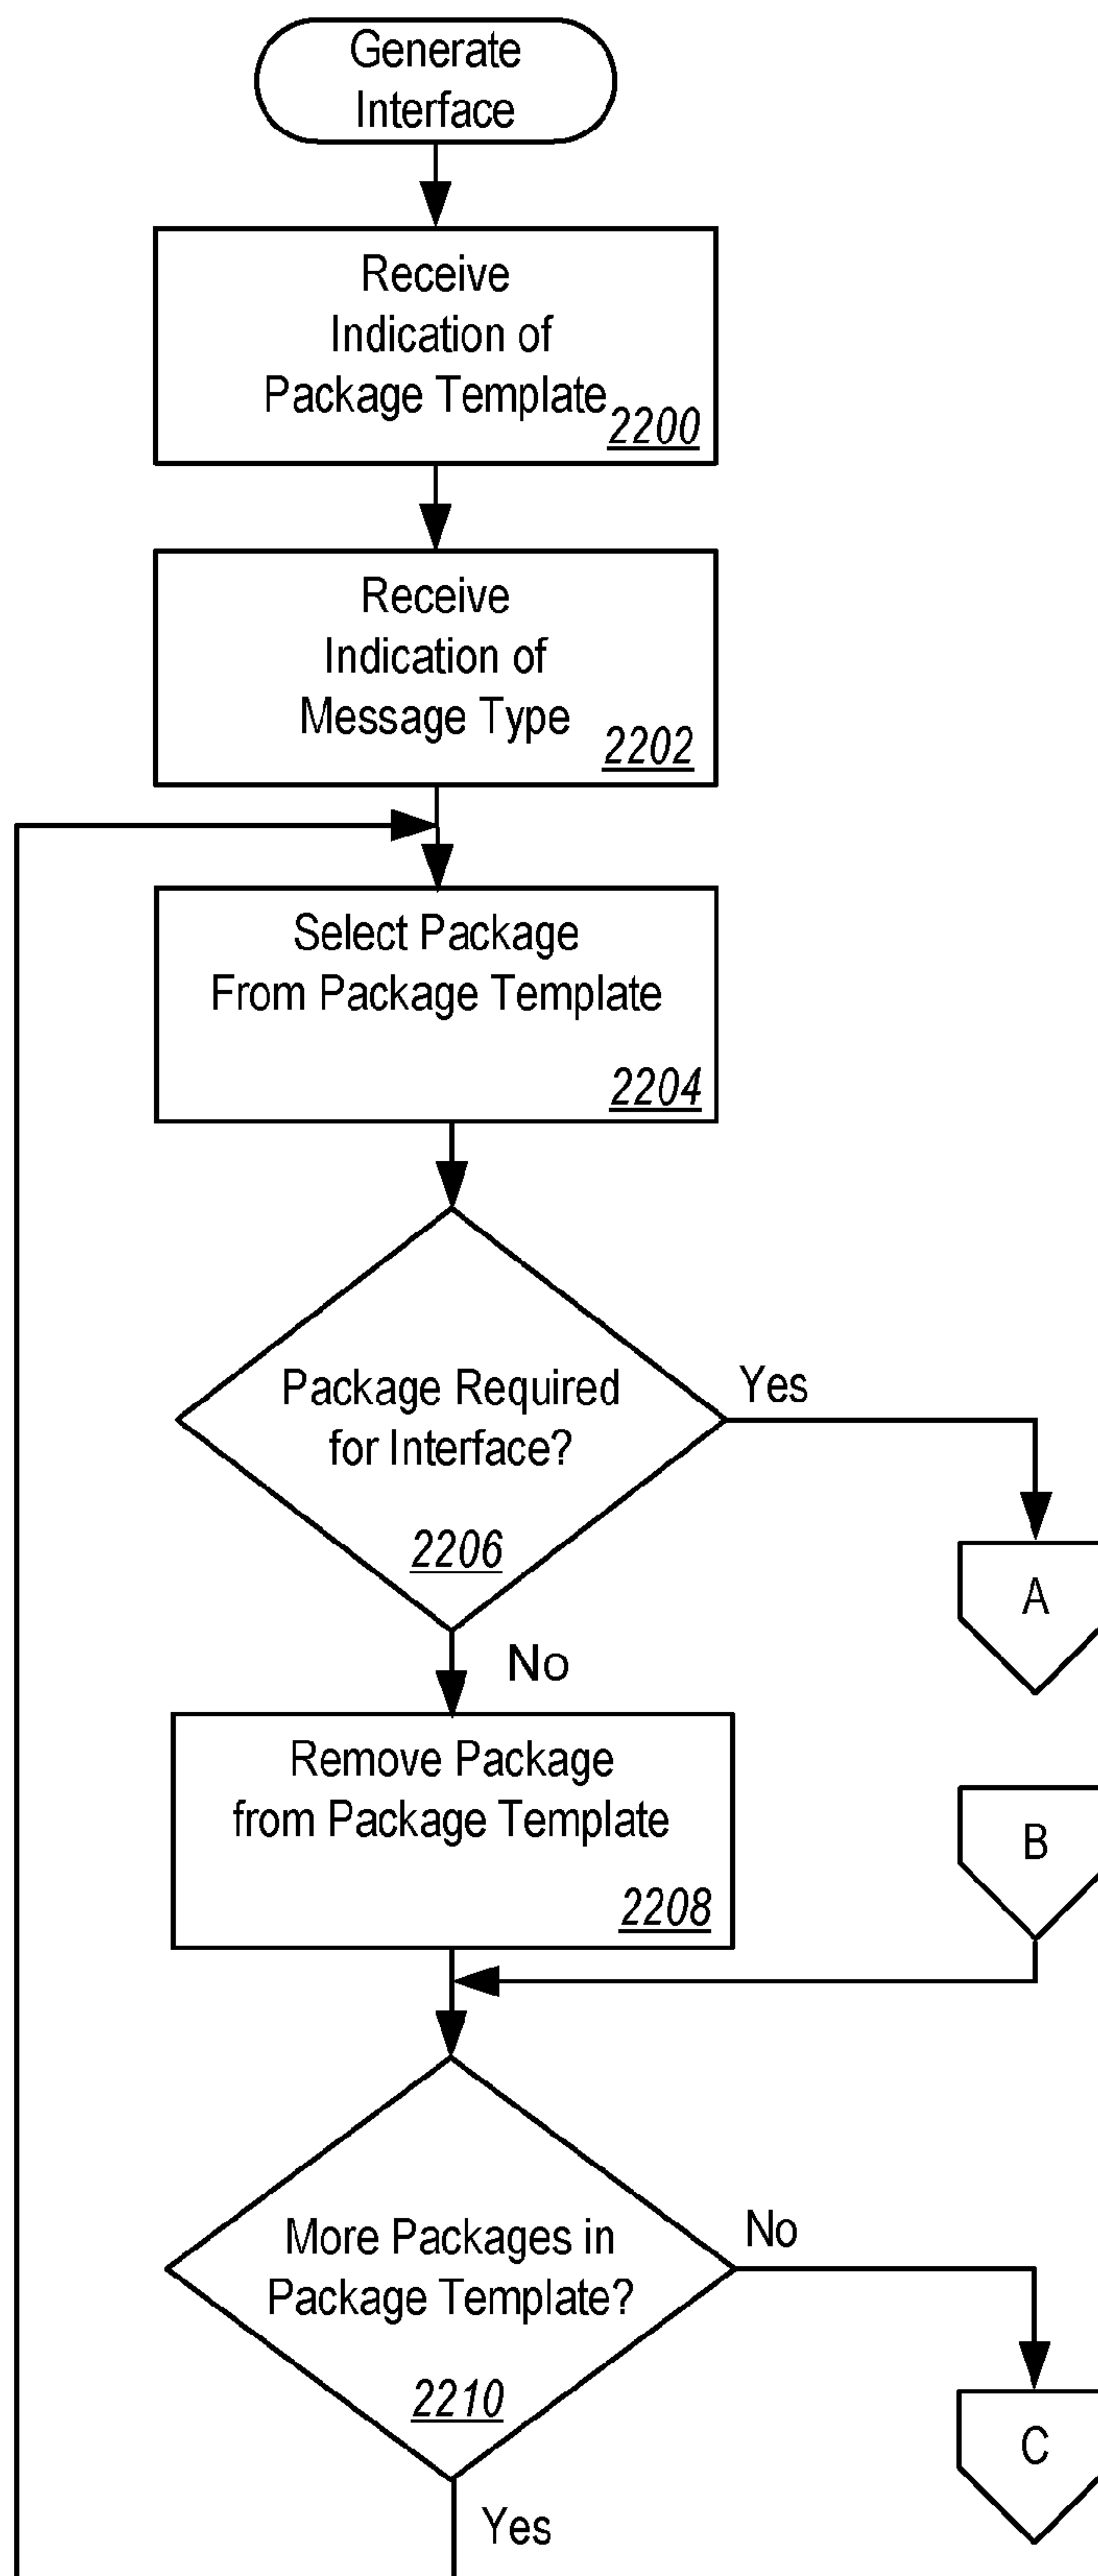 Generate
Interface
Receive
Indication of
Package Template
2200
Receive
Indication of
Message Type
2202
Select Package
From Package Template
2204
Package Required
for Interface?
2206
Yes
A
No
Remove Package
from Package Template
2208
B
More Packages in
Package Template?
2210
No
C
Yes